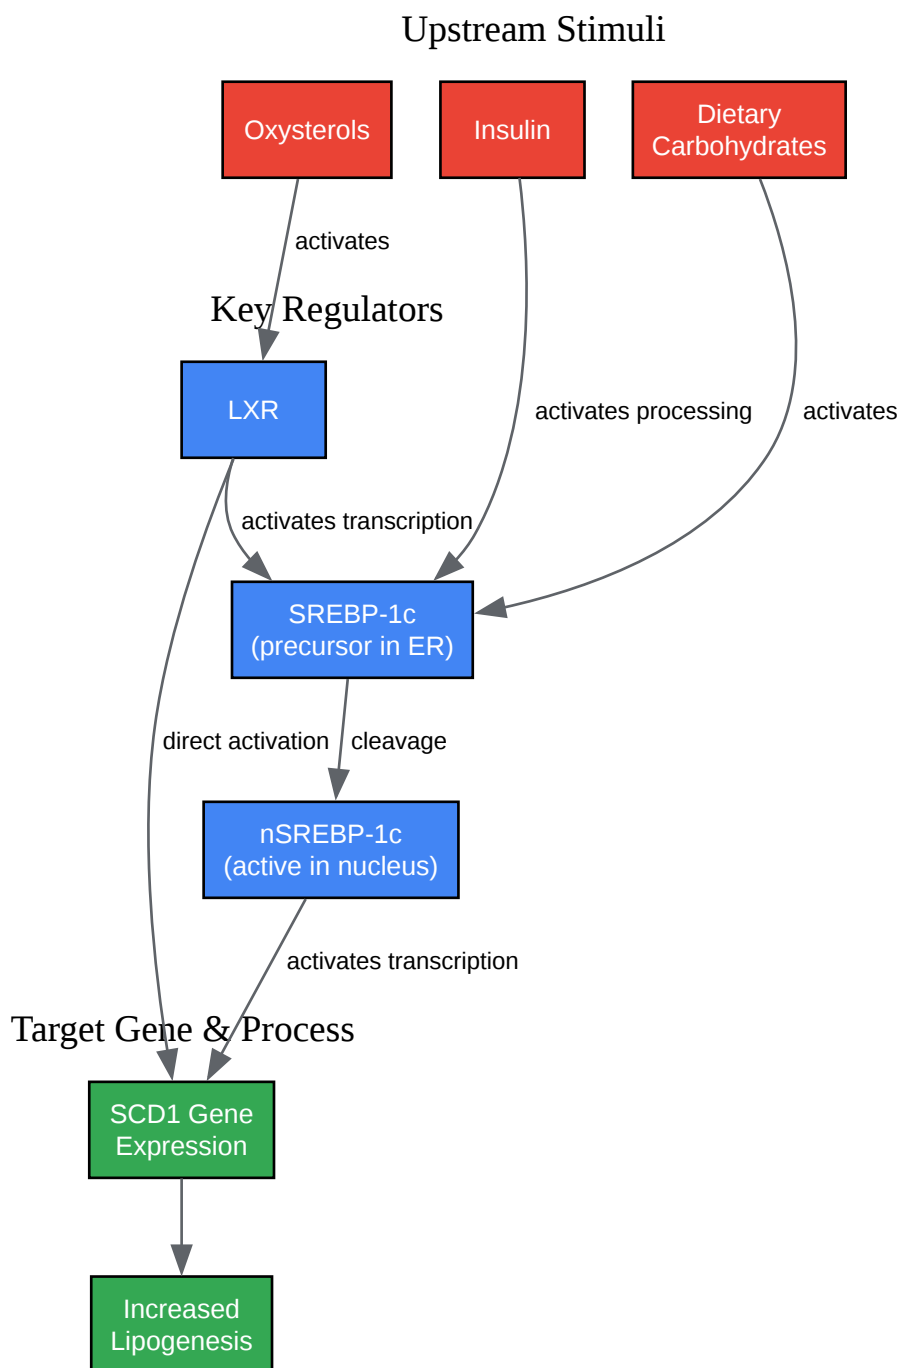 Upstream Stimuli
Oxysterols
Insulin
Dietary
Carbohydrates
activates
Key Regulators
LXR
activates processing
activates
activates transcription
SREBP-1c
(precursor in ER)
direct activation
cleavage
nSREBP-1c
(active in nucleus)
activates transcription
Target Gene & Process
SCD1 Gene
Expression
Increased
Lipogenesis